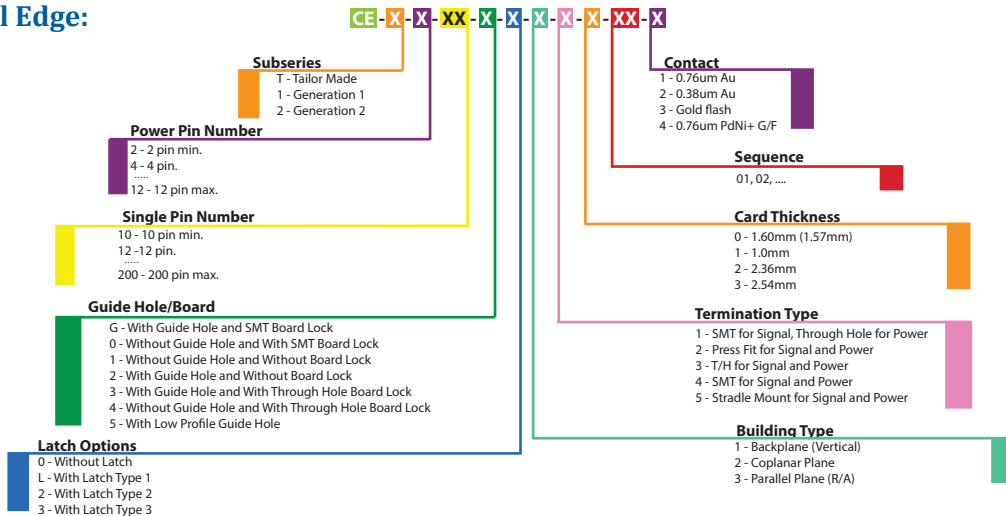 l Edge:
CE-X-X XX-X-X-X-X-X-XX-X
Subseries
T - Tailor Made
1 - Generation 1
2 - Generation 2
Power Pin Number
2 - 2 pin min.
4 - 4 pin.
.....
12 - 12 pin max.
Single Pin Number
10 - 10 pin min.
12 -12 pin.
.....
200 - 200 pin max.
Guide Hole/Board
G - With Guide Hole and SMT Board Lock
0 - Without Guide Hole and With SMT Board Lock
1 - Without Guide Hole and Without Board Lock
2 - With Guide Hole and Without Board Lock
3 - With Guide Hole and With Through Hole Board Lock
4 - Without Guide Hole and With Through Hole Board Lock
5 - With Low Profile Guide Hole
Latch Options
0 - Without Latch
L - With Latch Type 1
2 - With Latch Type 2
3 - With Latch Type 3
Contact
1 - 0.76um Au
2 - 0.38um Au
3 - Gold flash
4 - 0.76um PdNi+ G/F
Sequence
01, 02, ....
Card Thickness
0 - 1.60mm (1.57mm)
1 - 1.0mm
2 - 2.36mm
3 - 2.54mm
Termination Type
1 - SMT for Signal, Through Hole for Power
2 - Press Fit for Signal and Power
3 - T/H for Signal and Power
4 - SMT for Signal and Power
5 - Stradle Mount for Signal and Power
Building Type
1 - Backplane (Vertical)
2 - Coplanar Plane
3 - Parallel Plane (R/A)